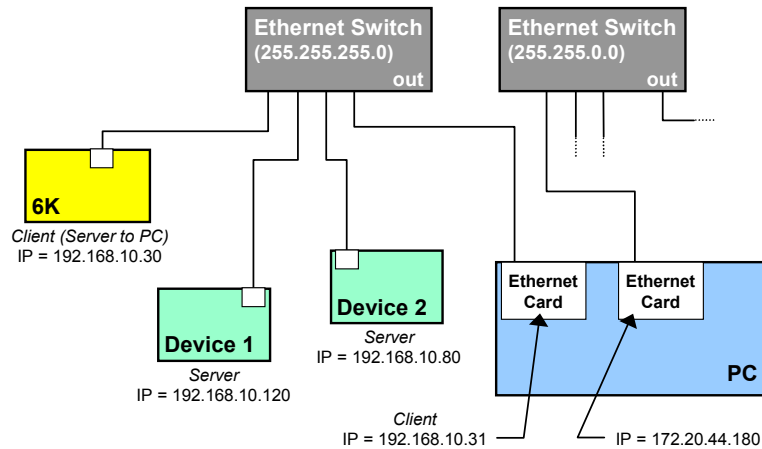 Ethernet Switch
(255.255.255.0)
out
Ethernet Switch
(255.255.0.0)
out
6K
Client (Server to PC)
IP = 192.168.10.30
Device 1
Server
IP = 192.168.10.120
Device 2
Server
IP = 192.168.10.80
Ethernet
Card
Ethernet
Card
PC
Client
IP = 192.168.10.31
IP = 172.20.44.180